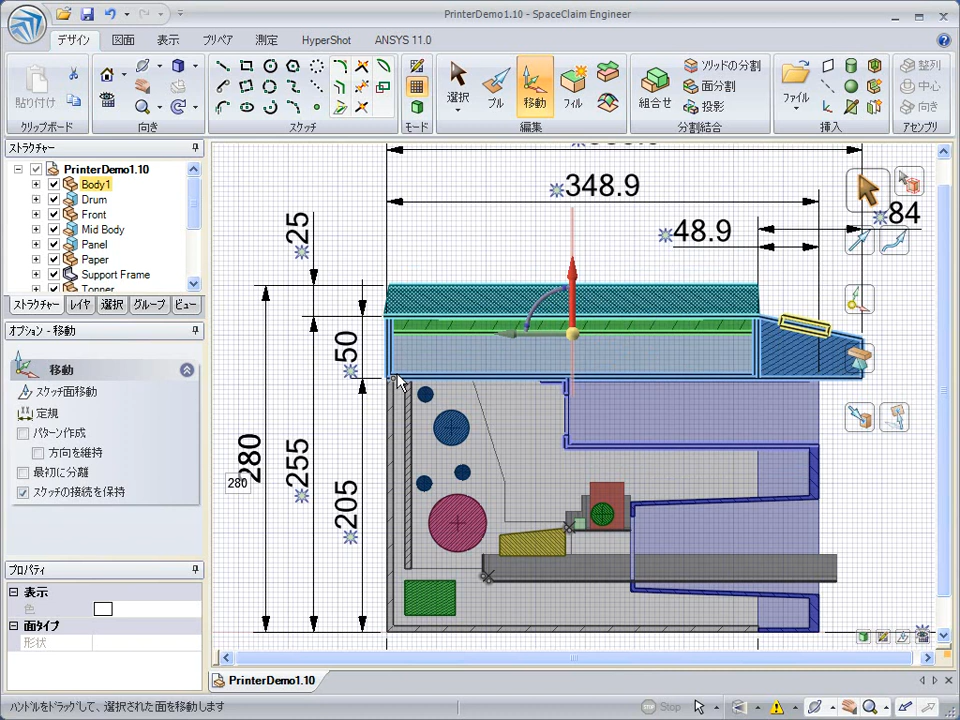 PrinterDemo1.10 - SpaceClaim Engineer
デザイン 図面 表示 プリペア 測定 HyperShot ANSYS 11.0
貼り付け
選択 プル 移動 フィル
組合せ ソリッドの分割
面分割
投影
ファイル
整列
中心
向き
クリップボード 向き スケッチ モード 編集 分割結合 挿入 アセンブリ
ストラクチャー
PrinterDemo1.10
Body1
Drum
Front
Mid Body
Panel
Paper
Support Frame
ストラクチャー レイヤ 選択 グループ ビュー
オプション - 移動
移動
スケッチ面移動
定規
パターン作成
方向を維持
最初に分離
スケッチの接続を保持
プロパティ
表示
色
面タイプ
形状
348.9
84
48.9
25
50
280
255
205
280
PrinterDemo1.10
ハンドルをドラッグして、選択された面を移動します
Stop